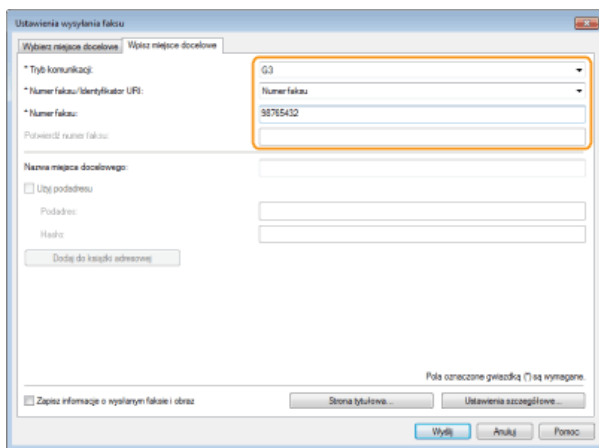 Ustawienia wysyłania faksu
Wybierz miejsce docelowe Wpisz miejsce docelowe
* Tryb komunikacji: G3
* Numer faksu/Identyfikator URI: Numer faksu
* Numer faksu: 98765432
Potwierdź numer faksu:
Nazwa miejsca docelowego:
Użyj podadresu
Podadres:
Hasło:
Dodaj do książki adresowej
Pola oznaczone gwiazdką (*) są wymagane.
Zapisz informacje o wysłanym faksie i obraz Strona tytułowa... Ustawienia szczegółowe...
Wyślij Anuluj Pomoc